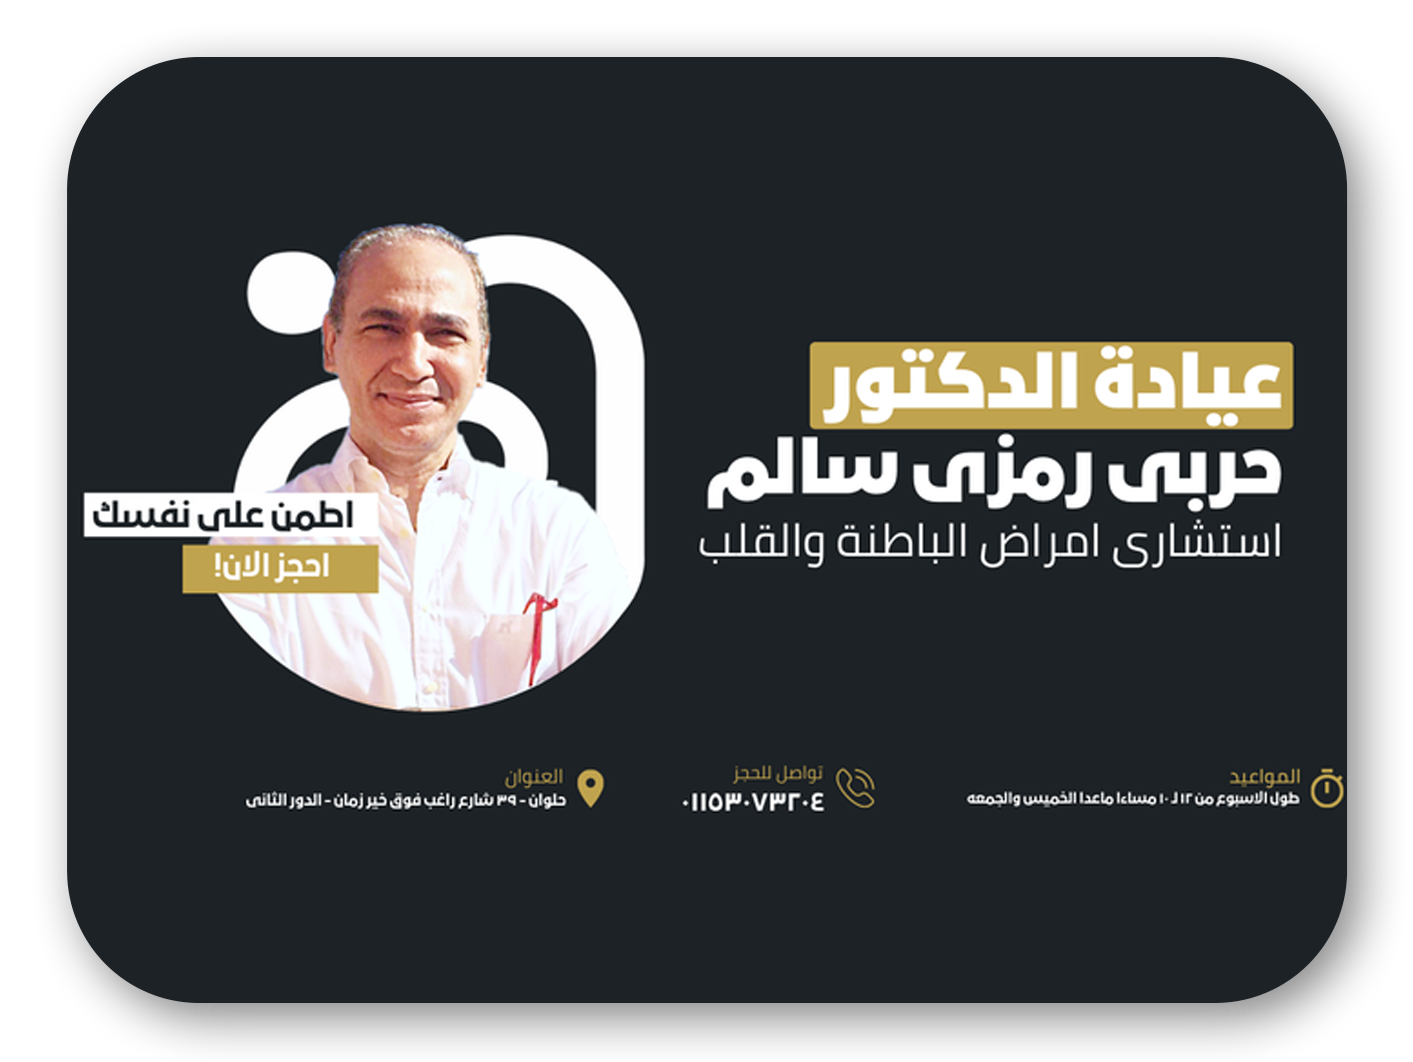 عيادة الدكتور
حربى رمزى سالم
استشارى امراض الباطنة والقلب
اطمن على نفسك
احجز الان!
المواعيد
طول الاسبوع من ١٢ لـ ١٠ مساءا ماعدا الخميس والجمعه
تواصل للحجز
٠١١٥٣٠٧٣٢٠٤
العنوان
حلوان - ٣٩ شارع راغب فوق خير زمان - الدور الثانى